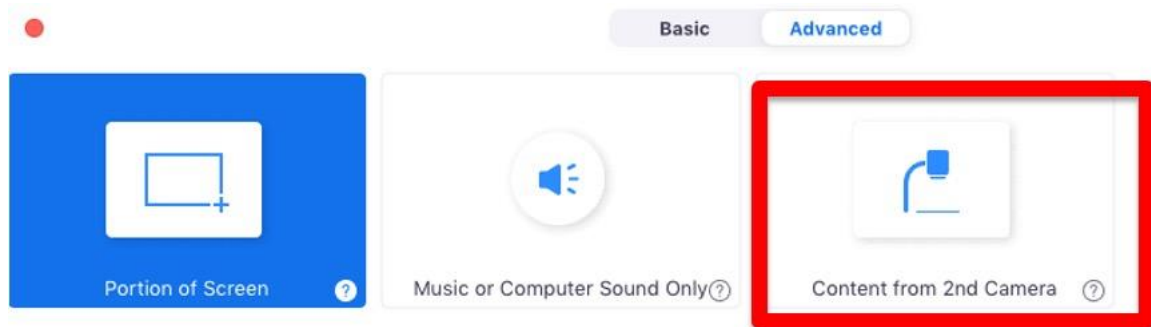 Basic
Advanced
Portion of Screen ?
Music or Computer Sound Only ?
Content from 2nd Camera ?